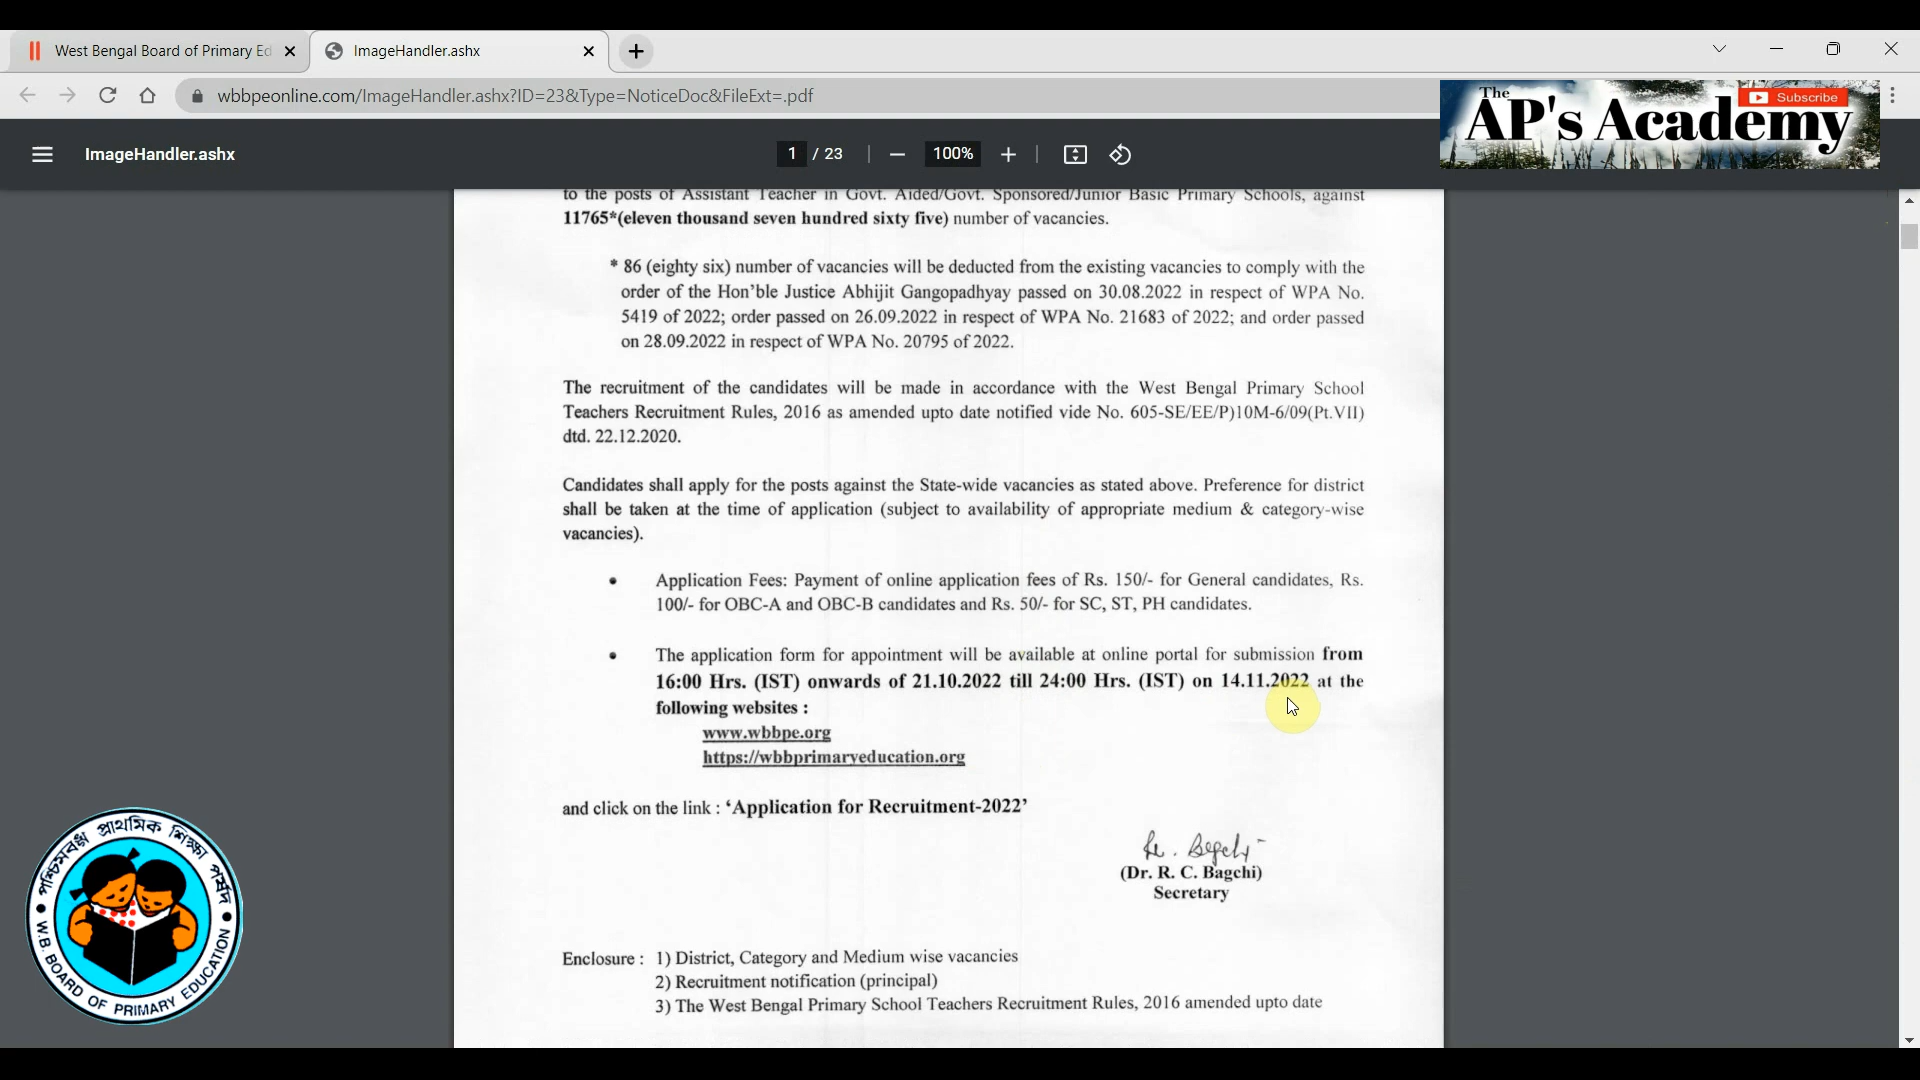 West Bengal Board of Primary Ed
ImageHandler.ashx
wbbpeonline.com/ImageHandler.ashx?ID=23&Type=NoticeDoc&FileExt=.pdf
The
AP's Academy
Subscribe
ImageHandler.ashx
1 / 23
100%
to the posts of Assistant Teacher in Govt. Aided/Govt. Sponsored/Junior Basic Primary Schools, against
11765*(eleven thousand seven hundred sixty five) number of vacancies.
* 86 (eighty six) number of vacancies will be deducted from the existing vacancies to comply with the
order of the Hon'ble Justice Abhijit Gangopadhyay passed on 30.08.2022 in respect of WPA No.
5419 of 2022; order passed on 26.09.2022 in respect of WPA No. 21683 of 2022; and order passed
on 28.09.2022 in respect of WPA No. 20795 of 2022.
The recruitment of the candidates will be made in accordance with the West Bengal Primary School
Teachers Recruitment Rules, 2016 as amended upto date notified vide No. 605-SE/EE/P)10M-6/09(Pt.VII)
dtd. 22.12.2020.
Candidates shall apply for the posts against the State-wide vacancies as stated above. Preference for district
shall be taken at the time of application (subject to availability of appropriate medium & category-wise
vacancies).
• Application Fees: Payment of online application fees of Rs. 150/- for General candidates, Rs.
100/- for OBC-A and OBC-B candidates and Rs. 50/- for SC, ST, PH candidates.
• The application form for appointment will be available at online portal for submission from
16:00 Hrs. (IST) onwards of 21.10.2022 till 24:00 Hrs. (IST) on 14.11.2022 at the
following websites :
www.wbbpe.org
https://wbbprimaryeducation.org
and click on the link : ‘Application for Recruitment-2022’
(Dr. R. C. Bagchi)
Secretary
Enclosure : 1) District, Category and Medium wise vacancies
2) Recruitment notification (principal)
3) The West Bengal Primary School Teachers Recruitment Rules, 2016 amended upto date
পশ্চিমবঙ্গ প্রাথমিক শিক্ষা পর্ষদ
W.B. BOARD OF PRIMARY EDUCATION